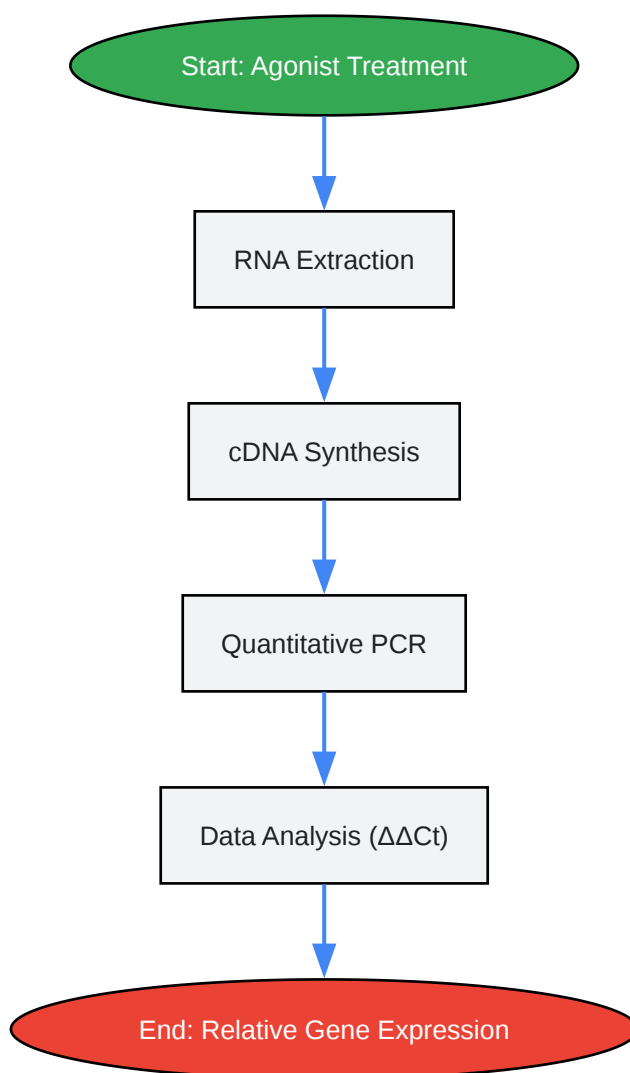 Start: Agonist Treatment
RNA Extraction
cDNA Synthesis
Quantitative PCR
Data Analysis (ΔΔCt)
End: Relative Gene Expression